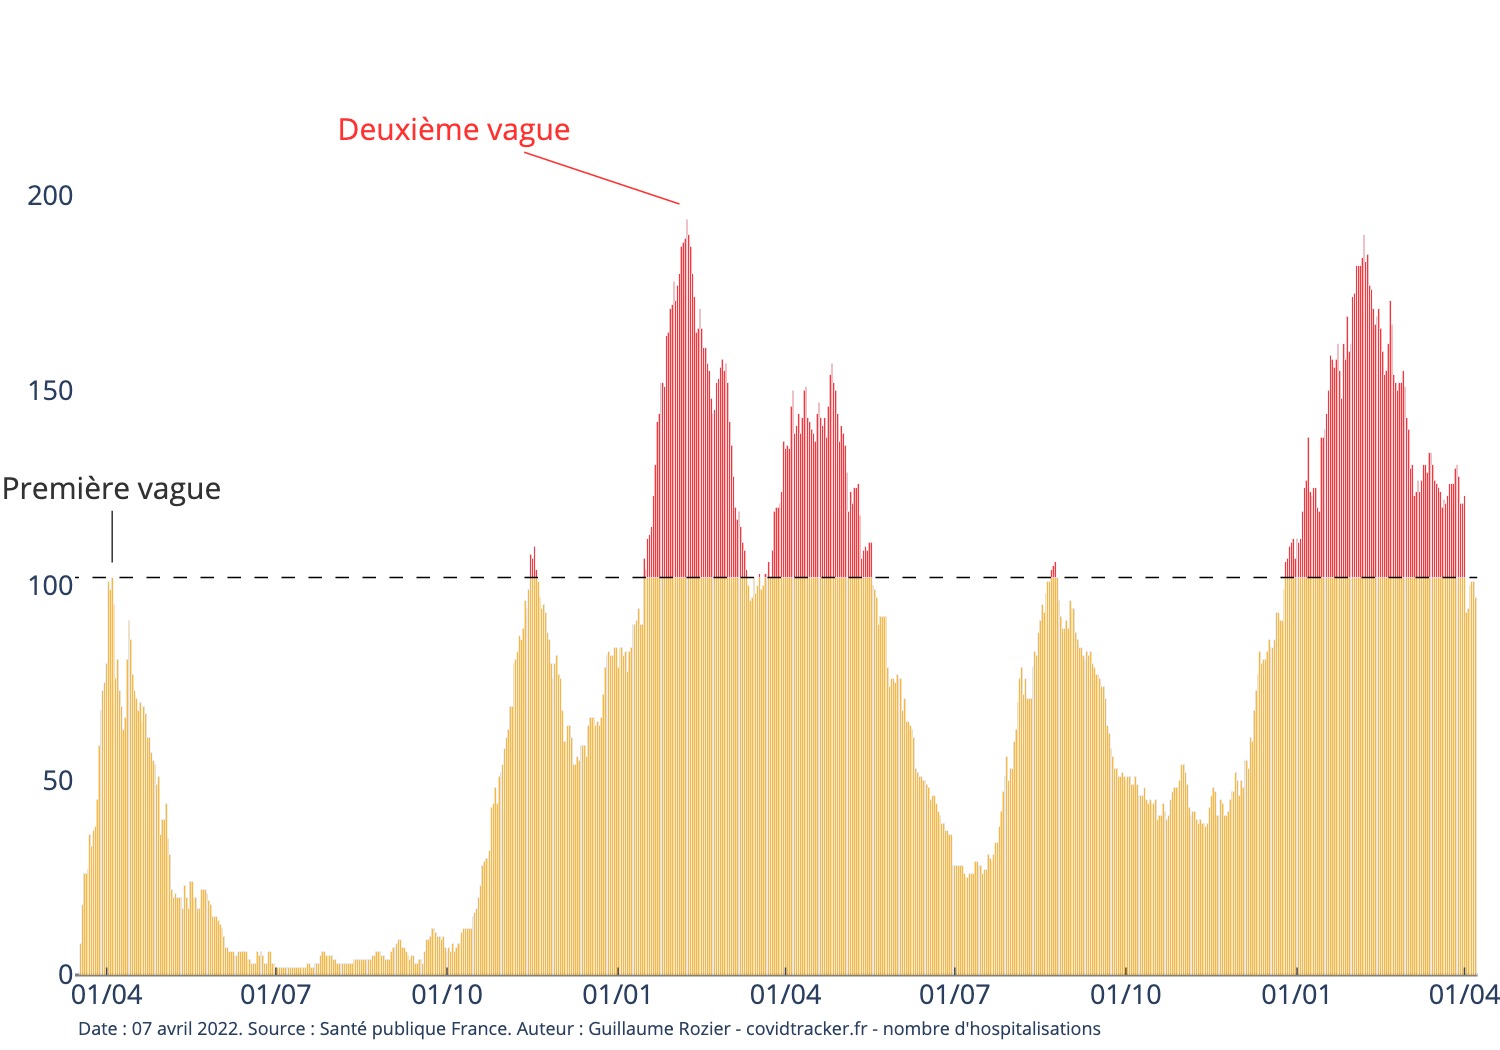 Deuxième vague
200
150
Première vague
100
50
0
01/04 01/07 01/10 01/01 01/04 01/07 01/10 01/01 01/04
Date : 07 avril 2022. Source : Santé publique France. Auteur : Guillaume Rozier - covidtracker.fr - nombre d'hospitalisations